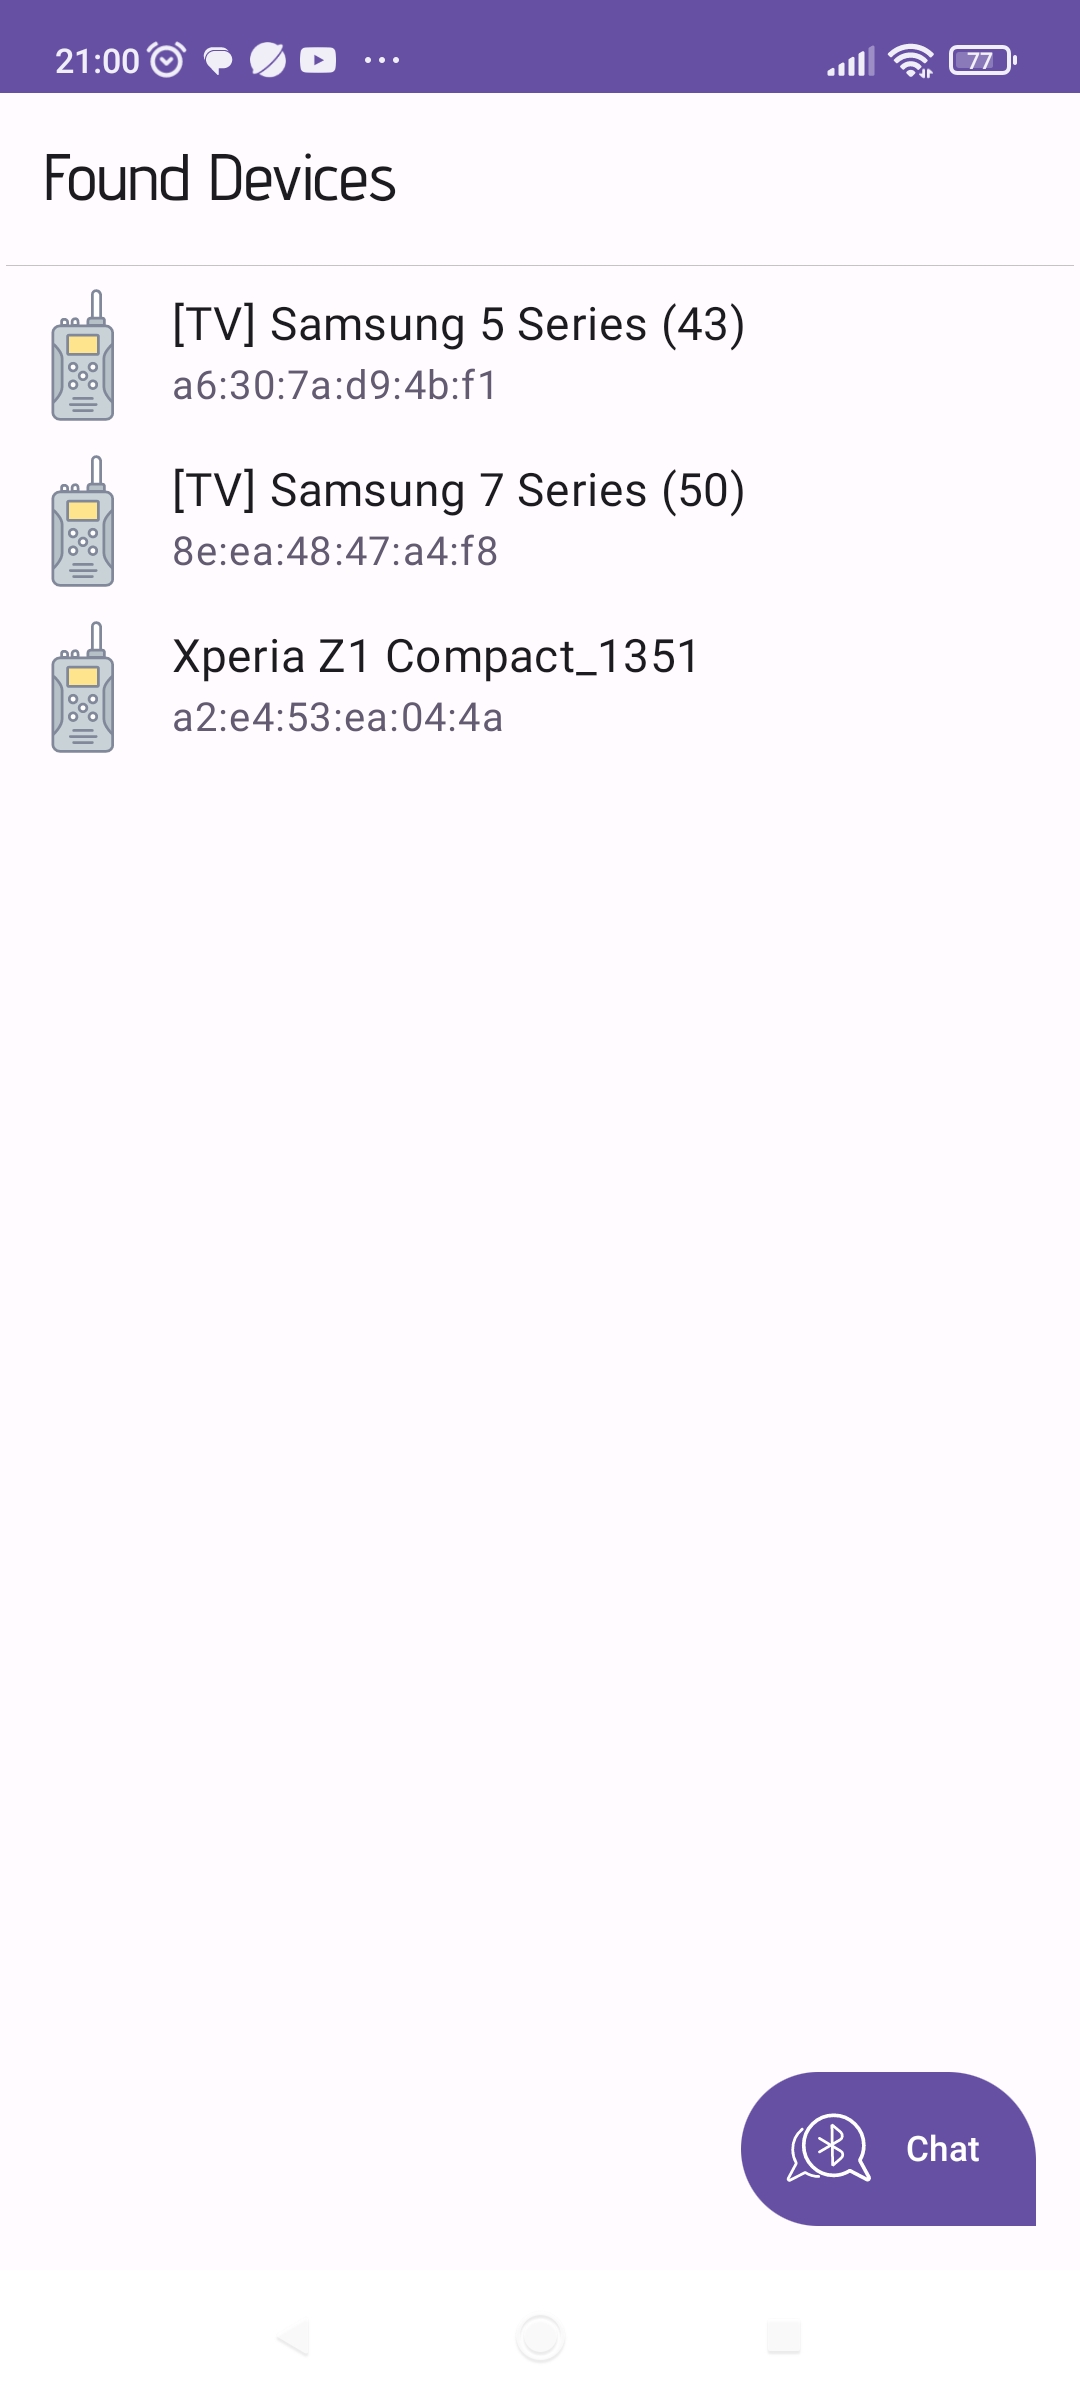 21:00
77
Found Devices
[TV] Samsung 5 Series (43)
a6:30:7a:d9:4b:f1
[TV] Samsung 7 Series (50)
8e:ea:48:47:a4:f8
Xperia Z1 Compact_1351
a2:e4:53:ea:04:4a
Chat